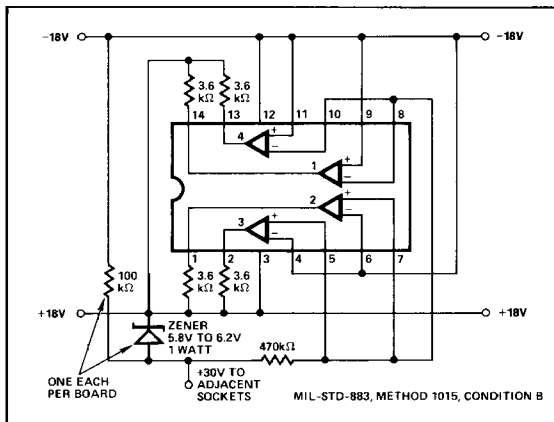 -18V
-18V
3.6
kΩ
3.6
kΩ
14
13
12
11
10
9
8
4
+
−
1
+
−
2
+
−
3
+
−
1
2
3
4
5
6
7
100
kΩ
3.6
kΩ
3.6
kΩ
+18V
+18V
ZENER
5.8V TO 6.2V
1 WATT
470kΩ
ONE EACH
PER BOARD
+30V TO
ADJACENT
SOCKETS
MIL-STD-883, METHOD 1015, CONDITION B